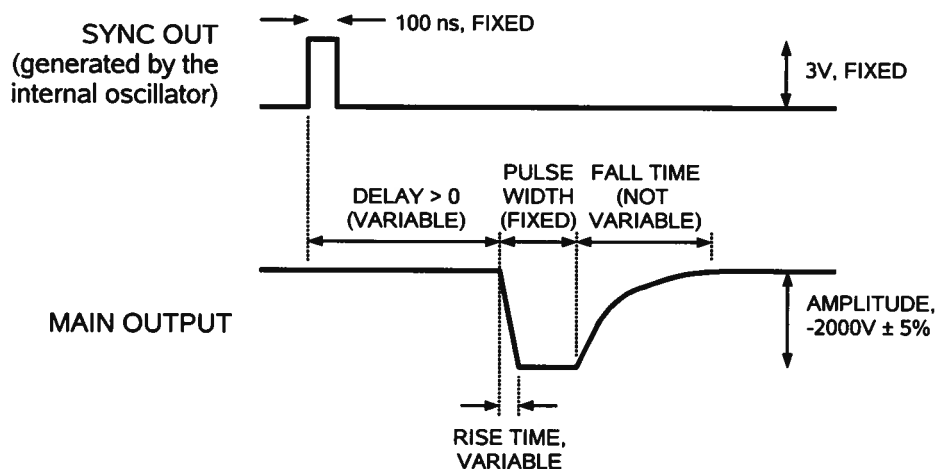 SYNC OUT
(generated by the
internal oscillator)
100 ns, FIXED
3V, FIXED
DELAY > 0
(VARIABLE)
PULSE
WIDTH
(FIXED)
FALL TIME
(NOT
VARIABLE)
MAIN OUTPUT
AMPLITUDE,
-2000V ± 5%
RISE TIME,
VARIABLE